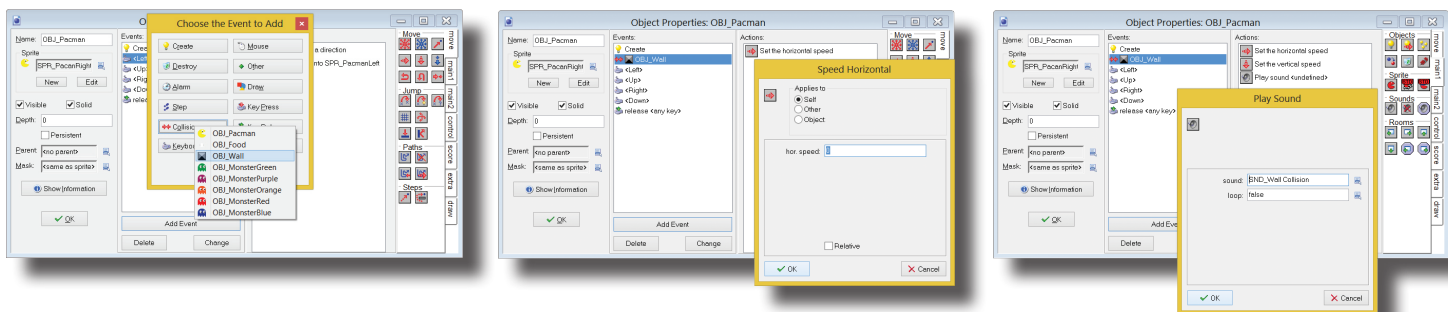 Choose the Event to Add
Name: OBJ_Pacman
Sprite
SPR_PacanRight
New Edit
Visible Solid
Depth: 0
Persistent
Parent: <no parent>
Mask: <same as sprite>
Show Information
OK
Events:
Create
Mouse
Destroy
Other
Alarm
Draw
Step
Key Press
OBJ_Pacman
OBJ_Food
OBJ_Wall
OBJ_MonsterGreen
OBJ_MonsterPurple
OBJ_MonsterOrange
OBJ_MonsterRed
OBJ_MonsterBlue
Add Event
Delete Change
a direction
nto SPR_PacmanLeft
Move
Jump
Paths
Steps
move
main1
main2
control
score
extra
draw
Object Properties: OBJ_Pacman
Name: OBJ_Pacman
Sprite
SPR_PacanRight
New Edit
Visible Solid
Depth: 0
Persistent
Parent: <no parent>
Mask: <same as sprite>
Show Information
OK
Events:
Create
OBJ_Wall
<Left>
<Up>
<Right>
<Down>
release <any key>
Add Event
Delete Change
Actions:
Set the horizontal speed
Move
move
Speed Horizontal
Applies to
Self
Other
Object
hor. speed: 0
Relative
OK Cancel
Object Properties: OBJ_Pacman
Name: OBJ_Pacman
Sprite
SPR_PacanRight
New Edit
Visible Solid
Depth: 0
Persistent
Parent: <no parent>
Mask: <same as sprite>
Show Information
OK
Events:
Create
OBJ_Wall
<Left>
<Up>
<Right>
<Down>
release <any key>
Add Eve
Delete
Actions:
Set the horizontal speed
Set the vertical speed
Play sound <undefined>
Objects
Sprite
Sounds
Rooms
move
main1
main2
control
score
extra
draw
Play Sound
sound: SND_Wall Collision
loop: false
OK Cancel